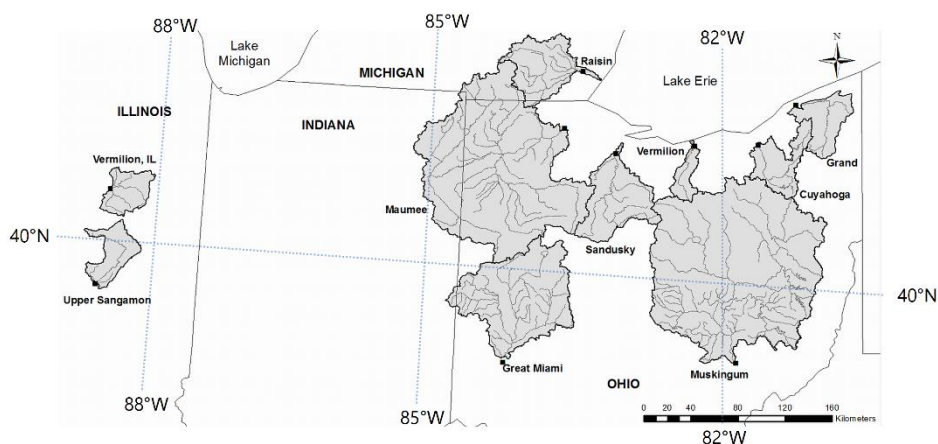 88°W
85°W
82°W
N
Lake
Michigan
MICHIGAN
Raisin
Lake Erie
ILLINOIS
INDIANA
Vermilion, IL
Vermilion
Grand
Cuyahoga
Maumee
40°N
Sandusky
Upper Sangamon
40°N
Great Miami
OHIO
Muskingum
88°W
85°W
82°W
0 20 40 80 120 160
Kilometers